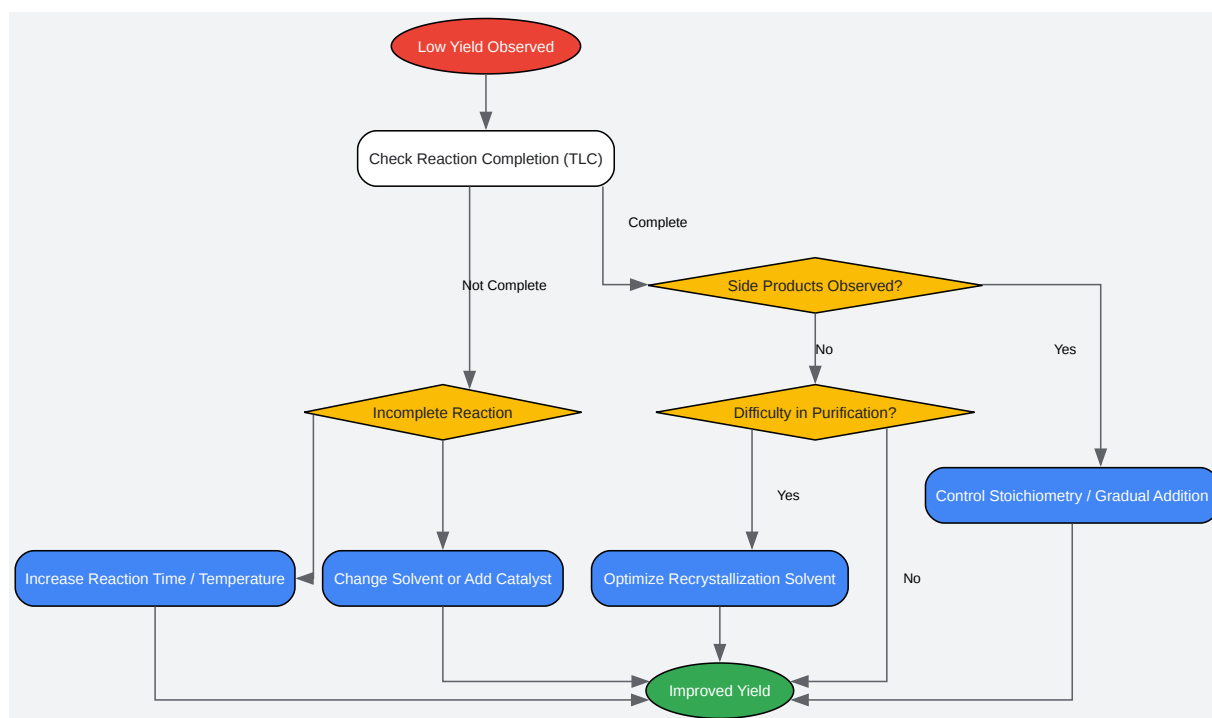 Low Yield Observed
Check Reaction Completion (TLC)
Complete
Not Complete
Side Products Observed?
No
Yes
Incomplete Reaction
Difficulty in Purification?
Yes
Control Stoichiometry / Gradual Addition
Increase Reaction Time / Temperature
Change Solvent or Add Catalyst
Optimize Recrystallization Solvent
No
Improved Yield